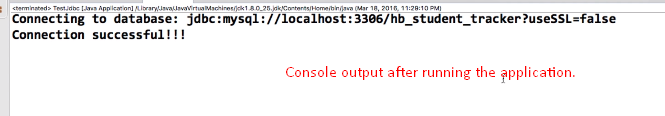 <terminated> TestJdbc [Java Application] /Library/Java/JavaVirtualMachines/jdk1.8.0_25.jdk/Contents/Home/bin/java (Mar 18, 2016, 11:29:10 PM)
Connecting to database: jdbc:mysql://localhost:3306/hb_student_tracker?useSSL=false
Connection successful!!!
Console output after running the application.